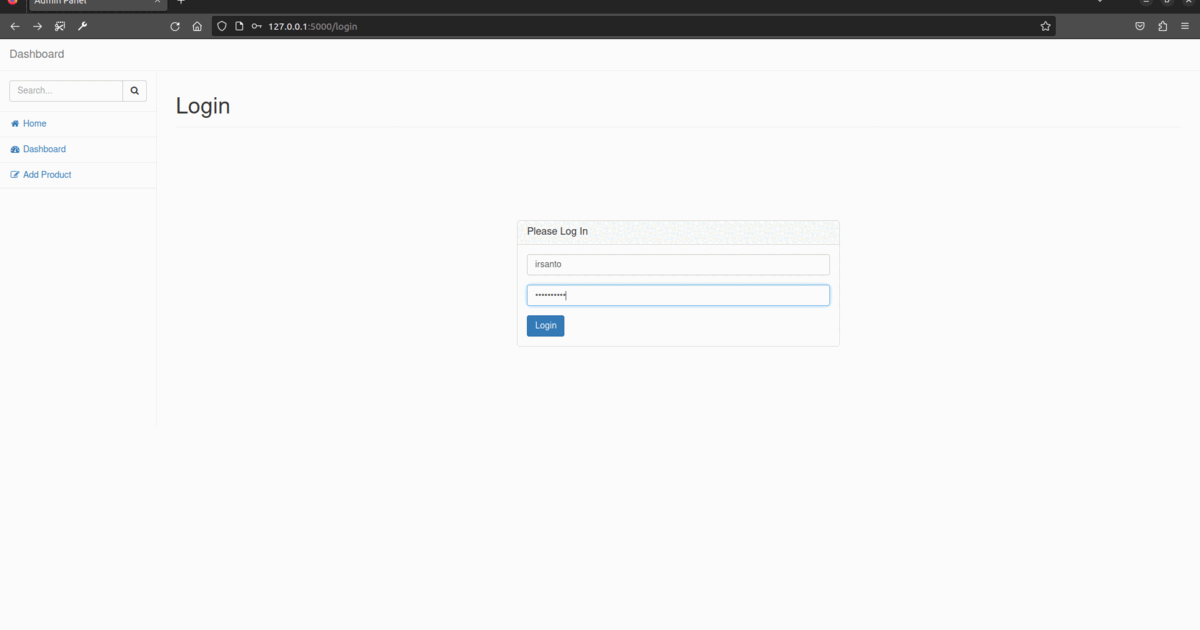 Admin Panel
127.0.0.1:5000/login
Dashboard
Search...
Home
Dashboard
Add Product
Login
Please Log In
irsanto
Login